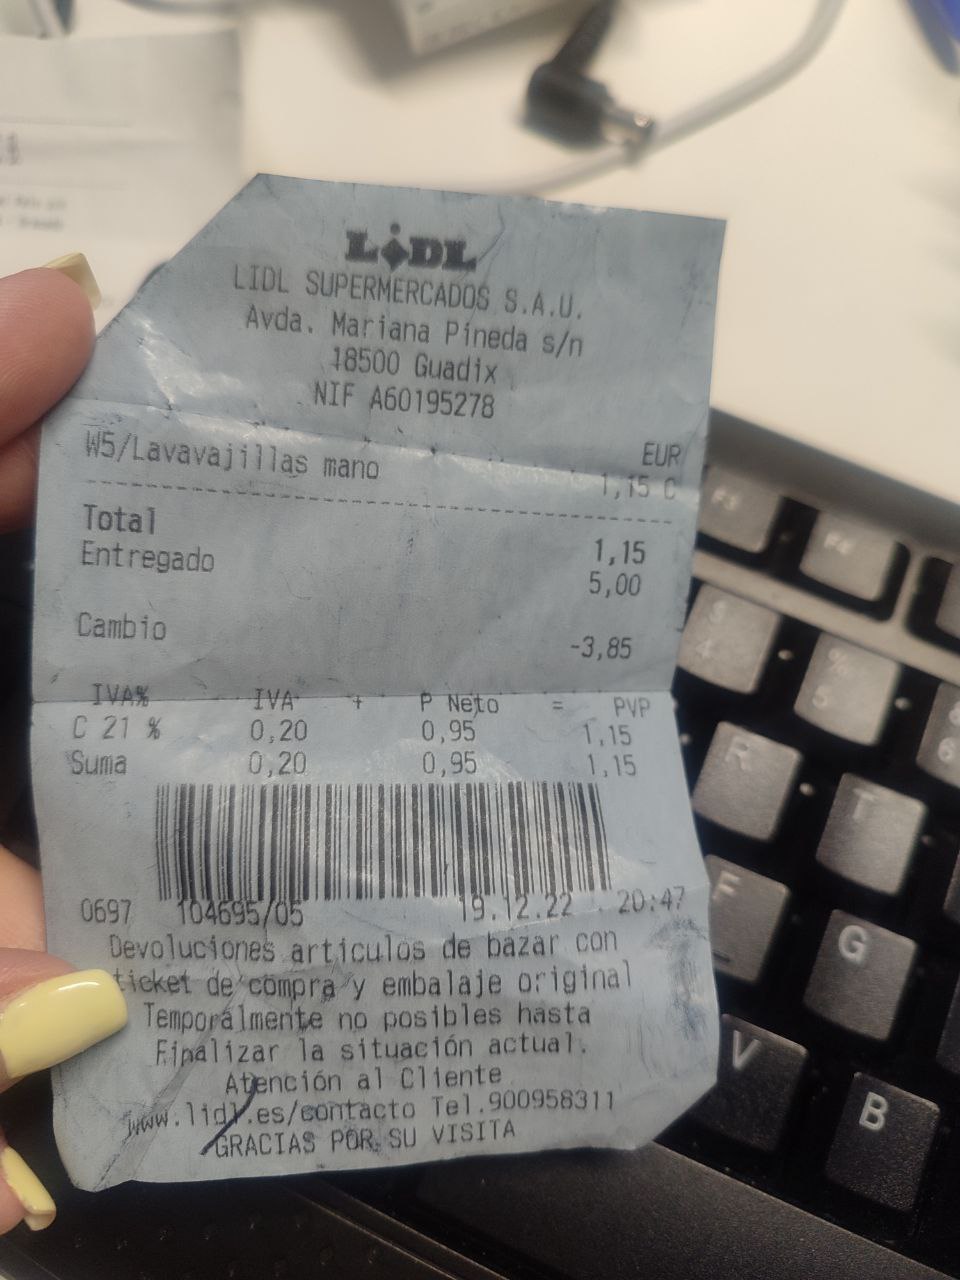 LIDL
LIDL SUPERMERCADOS S.A.U.
Avda. Mariana Pineda s/n
18500 Guadix
NIF A60195278
EUR
W5/Lavavajillas mano 1,15 C
Total 1,15
Entregado 5,00
Cambio -3,85
IVA% IVA + P Neto = PVP
C 21 % 0,20 0,95 1,15
Suma 0,20 0,95 1,15
0697 104695/05 19.12.22 20:47
Devoluciones articulos de bazar con
ticket de compra y embalaje original
Temporalmente no posibles hasta
Finalizar la situación actual.
Atención al Cliente
www.lidl.es/contacto Tel.900958311
GRACIAS POR SU VISITA
F3
F4
$
4
%
5
6
R
T
F
G
V
B